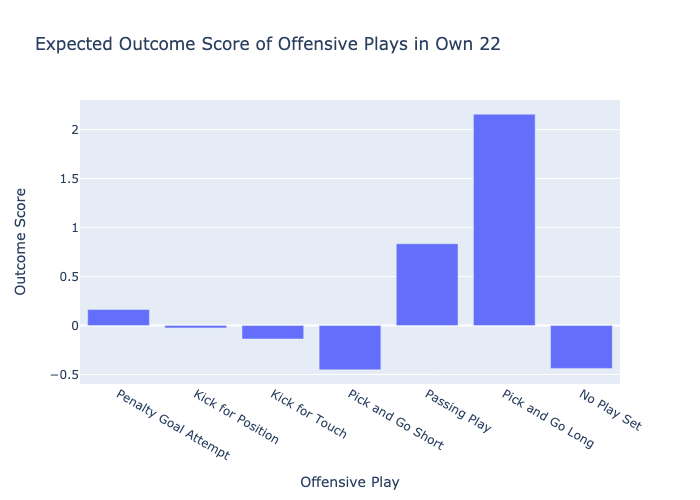 Expected Outcome Score of Offensive Plays in Own 22
Outcome Score
2
1.5
1
0.5
0
−0.5
Penalty Goal Attempt
Kick for Position
Kick for Touch
Pick and Go Short
Passing Play
Pick and Go Long
No Play Set
Offensive Play